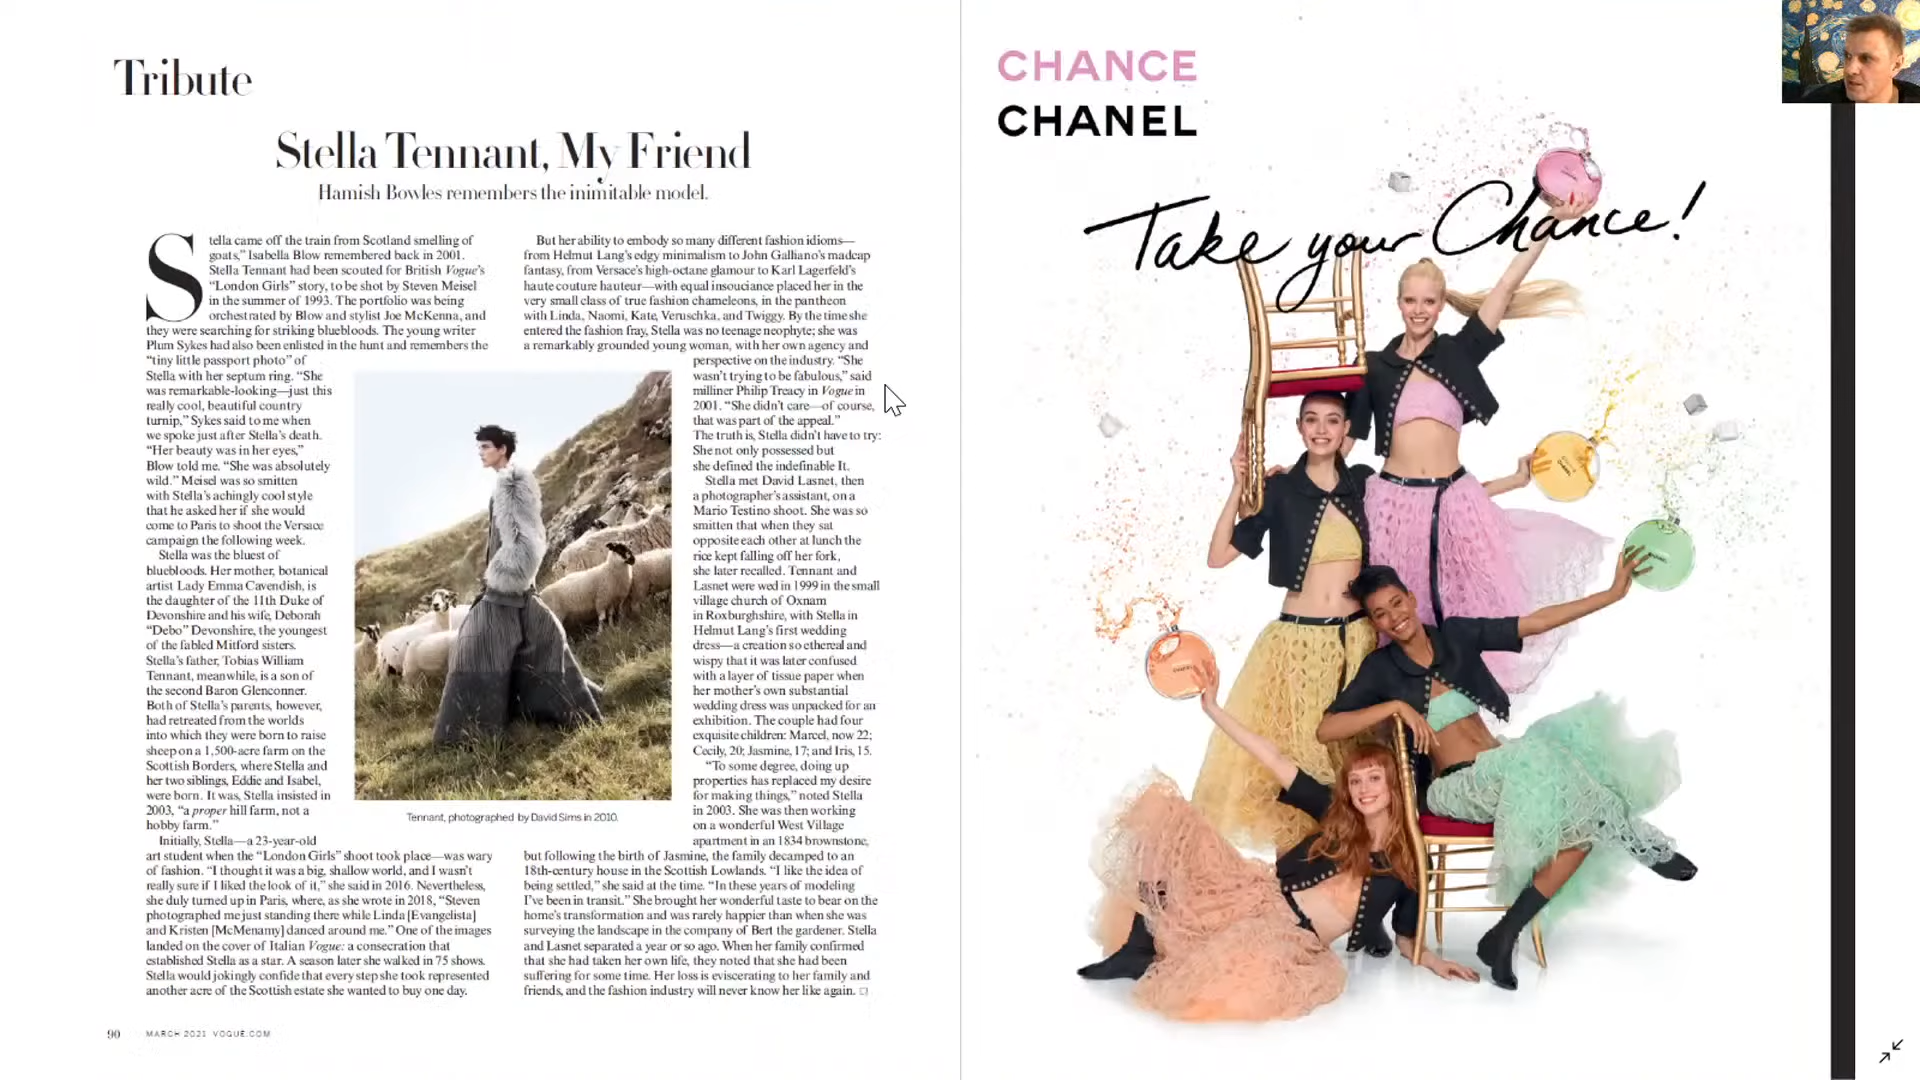 Tribute
Stella Tennant, My Friend
Hamish Bowles remembers the inimitable model.
Stella came off the train from Scotland smelling of
goats,” Isabella Blow remembered back in 2001.
Stella Tennant had been scouted for British Vogue’s
“London Girls” story, to be shot by Steven Meisel
in the summer of 1993. The portfolio was being
orchestrated by Blow and stylist Joe McKenna, and
they were searching for striking bluebloods. The young writer
Plum Sykes had also been enlisted in the hunt and remembers the
“tiny little passport photo” of
Stella with her septum ring. “She
was remarkable-looking—just this
really cool, beautiful country
turnip,” Sykes said to me when
we spoke just after Stella’s death.
“Her beauty was in her eyes,”
Blow told me. “She was absolutely
wild.” Meisel was so smitten
with Stella’s achingly cool style
that he asked her if she would
come to Paris to shoot the Versace
campaign the following week.
Stella was the bluest of
bluebloods. Her mother, botanical
artist Lady Emma Cavendish, is
the daughter of the 11th Duke of
Devonshire and his wife, Deborah
“Debo” Devonshire, the youngest
of the fabled Mitford sisters.
Stella’s father, Tobias William
Tennant, meanwhile, is a son of
the second Baron Glenconner.
Both of Stella’s parents, however,
had retreated from the worlds
into which they were born to raise
sheep on a 1,500-acre farm on the
Scottish Borders, where Stella and
her two siblings, Eddie and Isabel,
were born. It was, Stella insisted in
2003, “a proper hill farm, not a
hobby farm.”
Initially, Stella—a 23-year-old
art student when the “London Girls” shoot took place—was wary
of fashion. “I thought it was a big, shallow world, and I wasn’t
really sure if I liked the look of it,” she said in 2016. Nevertheless,
she duly turned up in Paris, where, as she wrote in 2018, “Steven
photographed me just standing there while Linda [Evangelista]
and Kristen [McMenamy] danced around me.” One of the images
landed on the cover of Italian Vogue: a consecration that
established Stella as a star. A season later she walked in 75 shows.
Stella would jokingly confide that every step she took represented
another acre of the Scottish estate she wanted to buy one day.
But her ability to embody so many different fashion idioms—
from Helmut Lang’s edgy minimalism to John Galliano’s madcap
fantasy, from Versace’s high-octane glamour to Karl Lagerfeld’s
haute couture hauteur—with equal insouciance placed her in the
very small class of true fashion chameleons, in the pantheon
with Linda, Naomi, Kate, Veruschka, and Twiggy. By the time she
entered the fashion fray, Stella was no teenage neophyte; she was
a remarkably grounded young woman, with her own agency and
perspective on the industry. “She
wasn’t trying to be fabulous,” said
milliner Philip Treacy in Vogue in
2001. “She didn’t care—of course,
that was part of the appeal.”
The truth is, Stella didn’t have to try:
She not only possessed but
she defined the indefinable It.
Stella met David Lasnet, then
a photographer’s assistant, on a
Mario Testino shoot. She was so
smitten that when they sat
opposite each other at lunch the
rice kept falling off her fork,
she later recalled. Tennant and
Lasnet were wed in 1999 in the small
village church of Oxnam
in Roxburghshire, with Stella in
Helmut Lang’s first wedding
dress—a creation so ethereal and
wispy that it was later confused
with a layer of tissue paper when
her mother’s own substantial
wedding dress was unpacked for an
exhibition. The couple had four
exquisite children: Marcel, now 22;
Cecily, 20; Jasmine, 17; and Iris, 15.
“To some degree, doing up
properties has replaced my desire
for making things,” noted Stella
in 2003. She was then working
on a wonderful West Village
apartment in an 1834 brownstone,
but following the birth of Jasmine, the family decamped to an
18th-century house in the Scottish Lowlands. “I like the idea of
being settled,” she said at the time. “In these years of modeling
I’ve been in transit.” She brought her wonderful taste to bear on the
home’s transformation and was rarely happier than when she was
surveying the landscape in the company of Bert the gardener. Stella
and Lasnet separated a year or so ago. When her family confirmed
that she had taken her own life, they noted that she had been
suffering for some time. Her loss is eviscerating to her family and
friends, and the fashion industry will never know her like again.
Tennant, photographed by David Sims in 2010.
90 MARCH 2021 VOGUE.COM
CHANCE
CHANEL
Take your Chance!
CHANEL